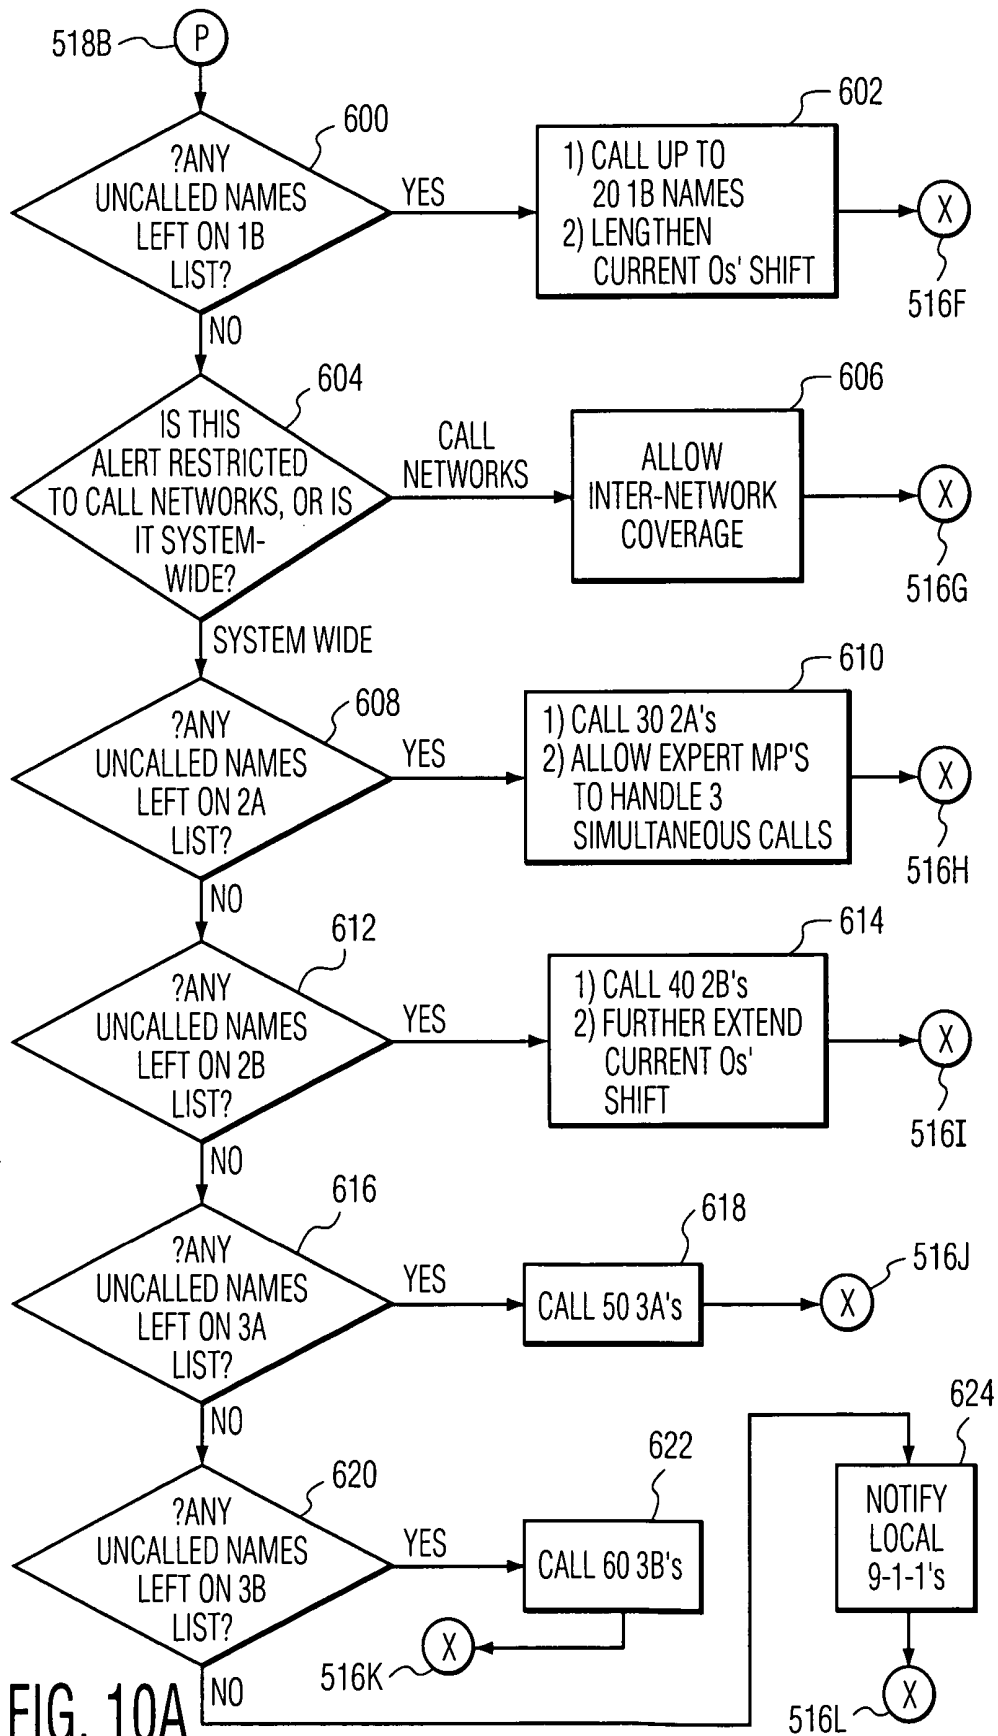 518B
P
600
?ANY
UNCALLED NAMES
LEFT ON 1B
LIST?
YES
602
1) CALL UP TO
20 1B NAMES
2) LENGTHEN
CURRENT Os' SHIFT
X
516F
NO
604
IS THIS
ALERT RESTRICTED
TO CALL NETWORKS, OR IS
IT SYSTEM-
WIDE?
CALL
NETWORKS
606
ALLOW
INTER-NETWORK
COVERAGE
X
516G
SYSTEM WIDE
608
?ANY
UNCALLED NAMES
LEFT ON 2A
LIST?
YES
610
1) CALL 30 2A's
2) ALLOW EXPERT MP'S
TO HANDLE 3
SIMULTANEOUS CALLS
X
516H
NO
612
?ANY
UNCALLED NAMES
LEFT ON 2B
LIST?
YES
614
1) CALL 40 2B's
2) FURTHER EXTEND
CURRENT Os'
SHIFT
X
516I
NO
616
?ANY
UNCALLED NAMES
LEFT ON 3A
LIST?
YES
618
CALL 50 3A's
X
516J
NO
620
?ANY
UNCALLED NAMES
LEFT ON 3B
LIST?
YES
622
CALL 60 3B's
X
516K
624
NOTIFY
LOCAL
9-1-1's
X
516L
NO
FIG. 10A